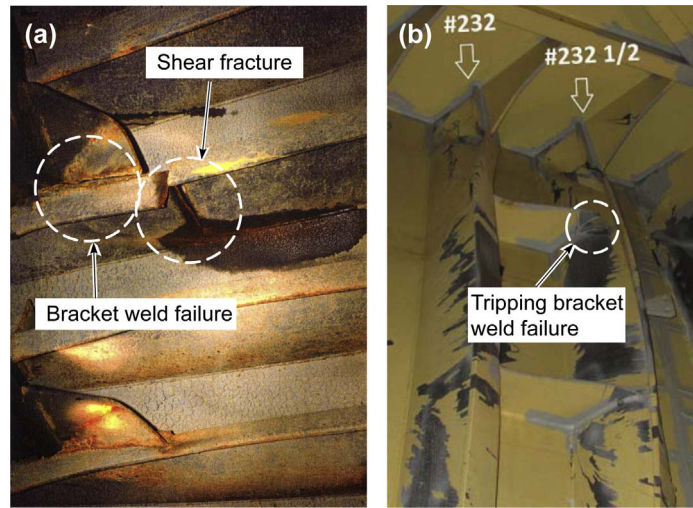 (a)
Shear fracture
Bracket weld failure
(b)
#232
#232 1/2
Tripping bracket
weld failure